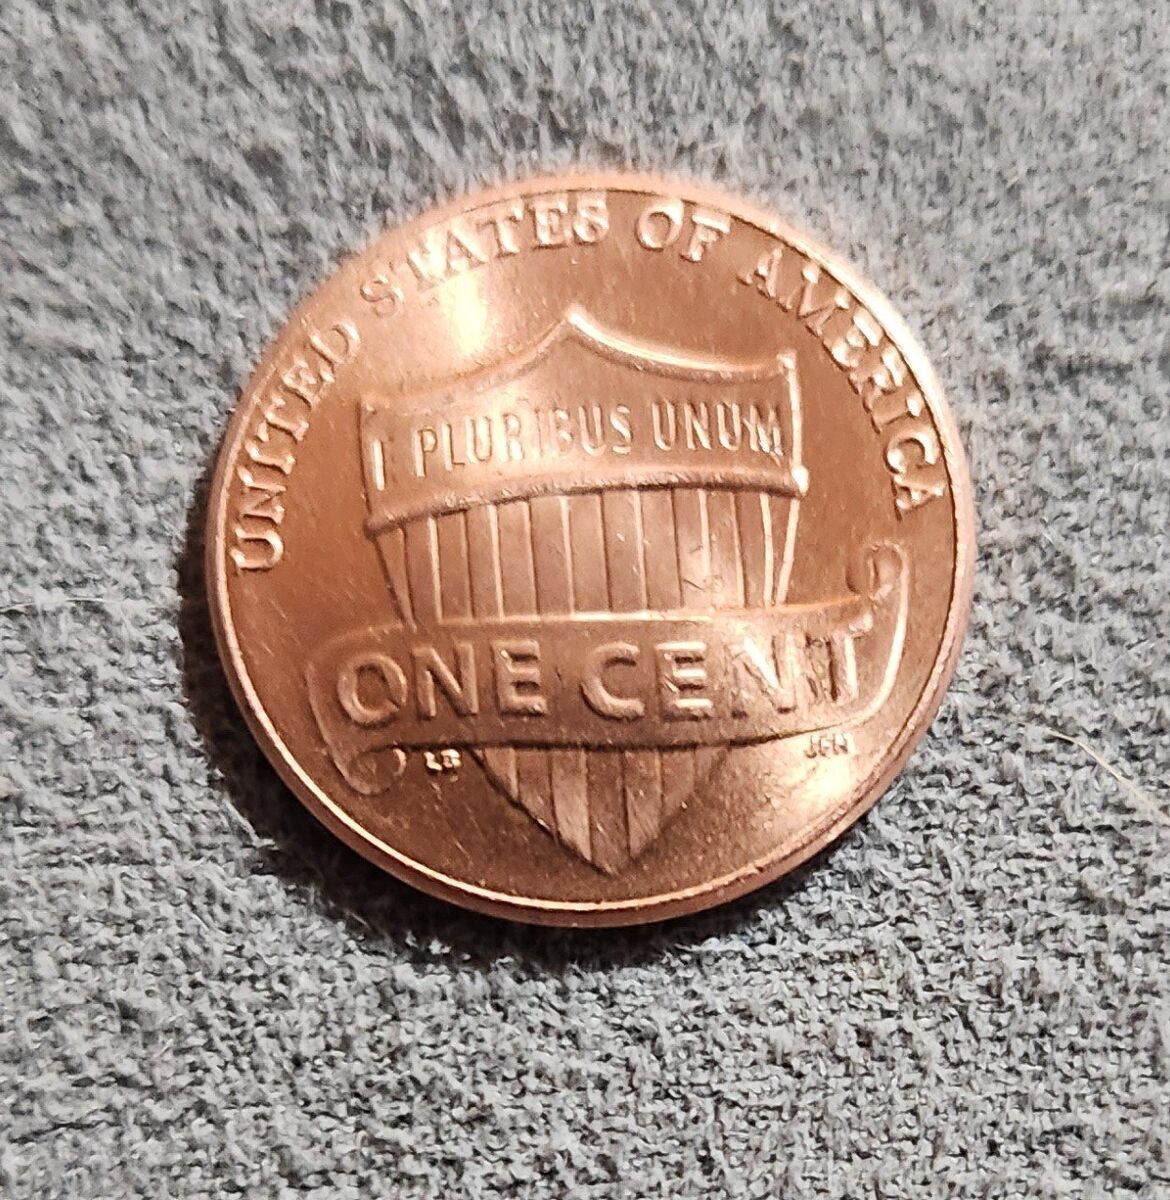 UNITED STATES OF AMERICA
E PLURIBUS UNUM
ONE CENT
LB
JFM